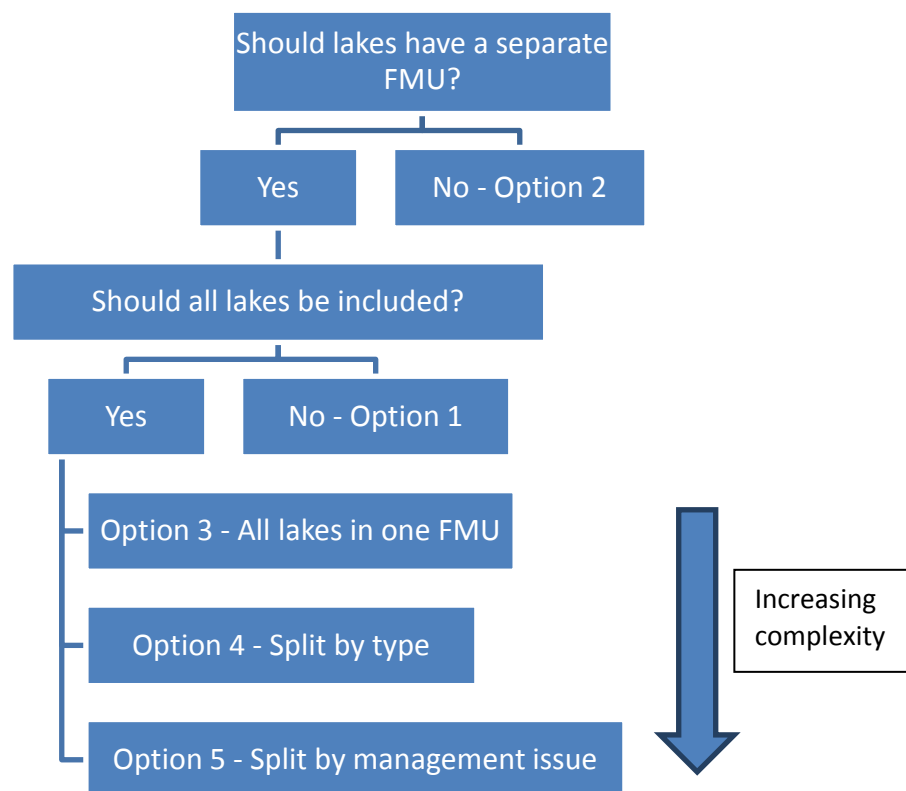 Should lakes have a separate
FMU?
Yes
No - Option 2
Should all lakes be included?
Yes
No - Option 1
Option 3 - All lakes in one FMU
Option 4 - Split by type
Option 5 - Split by management issue
Increasing
complexity